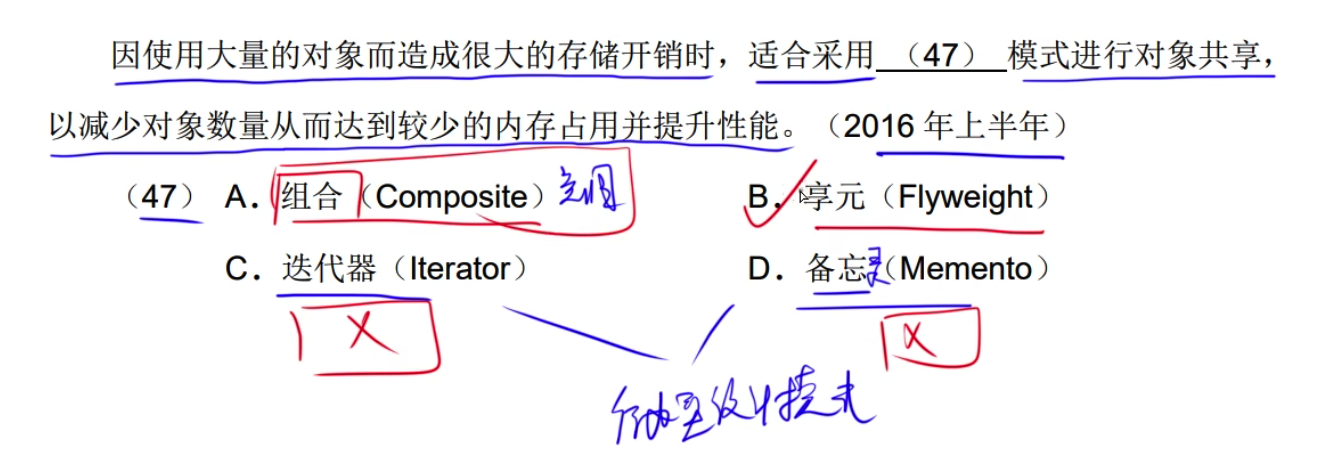 因使用大量的对象而造成很大的存储开销时，适合采用（47）模式进行对象共享，
以减少对象数量从而达到较少的内存占用并提升性能。（2016 年上半年）
（47） A．组合（Composite） B．享元（Flyweight）
C．迭代器（Iterator） D．备忘录（Memento）
行为型设计模式